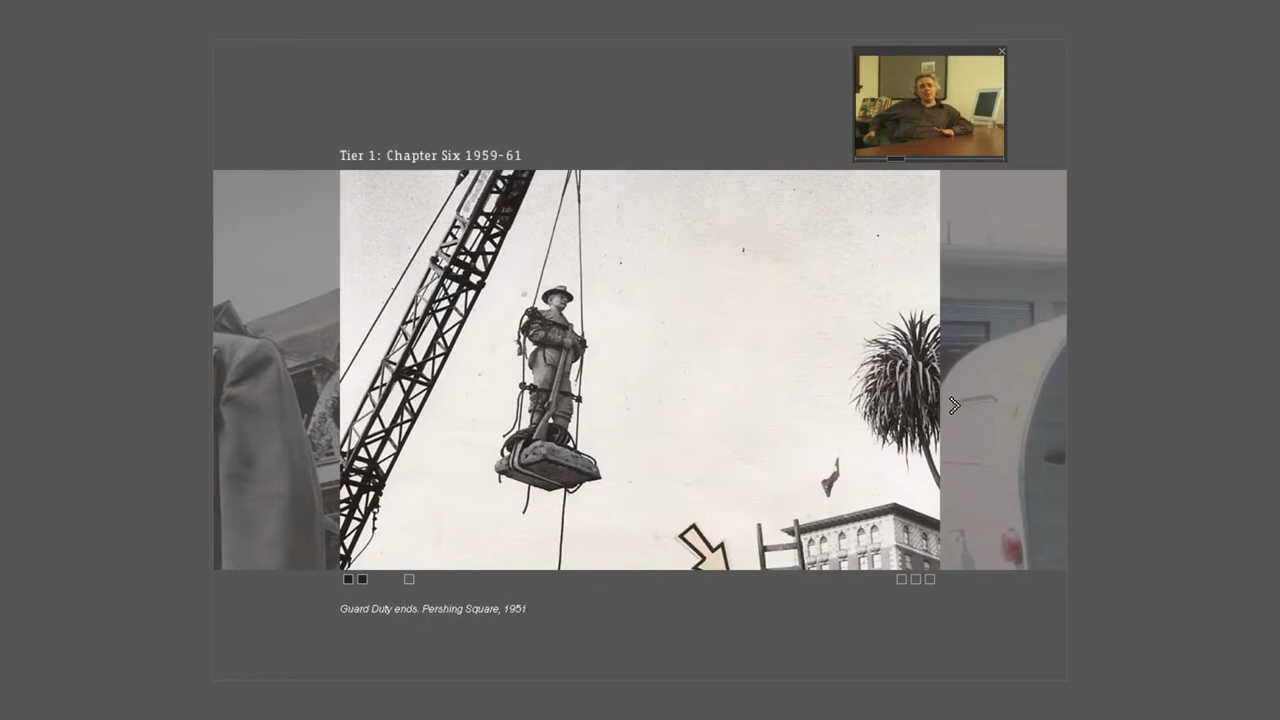 Tier 1: Chapter Six 1959-61
Guard Duty ends. Pershing Square, 1951